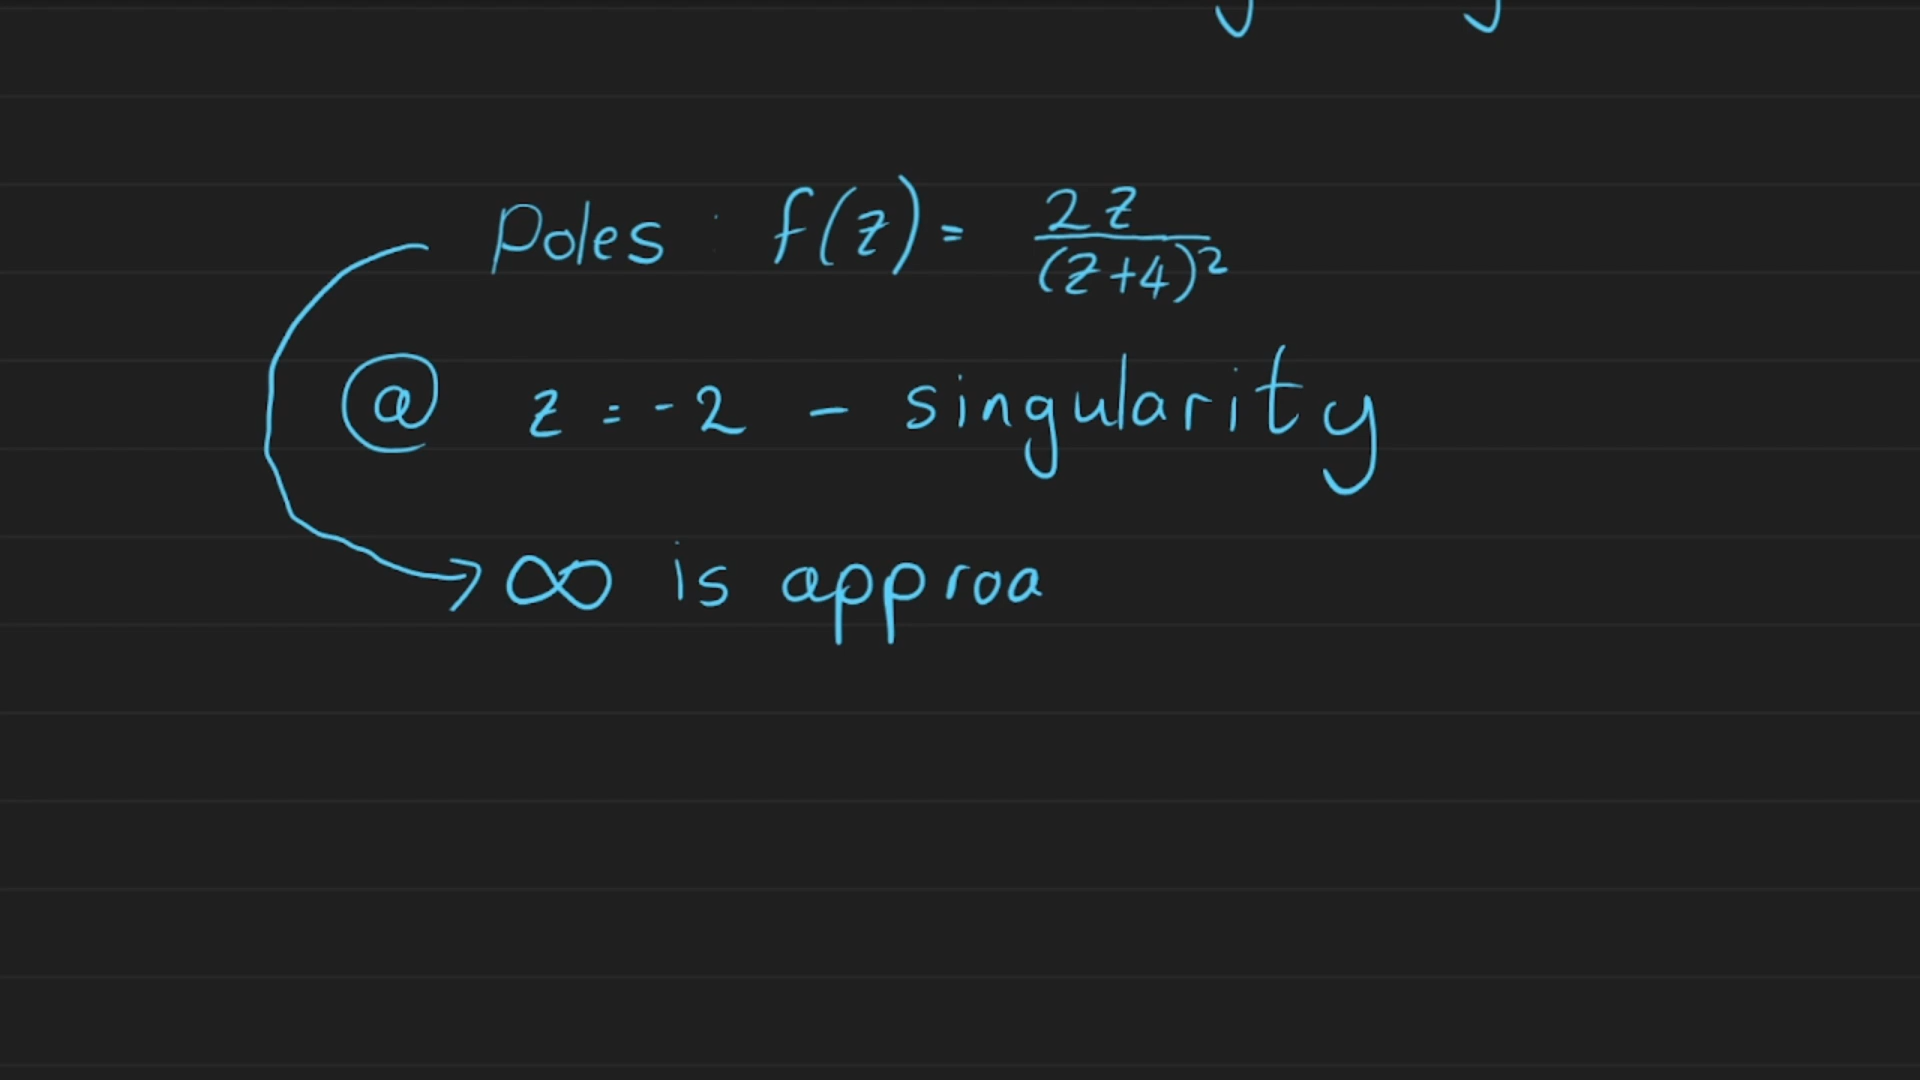 Poles : f(z) = 2z/(z+4)²
@ z = -2 - singularity
→ ∞ is approa